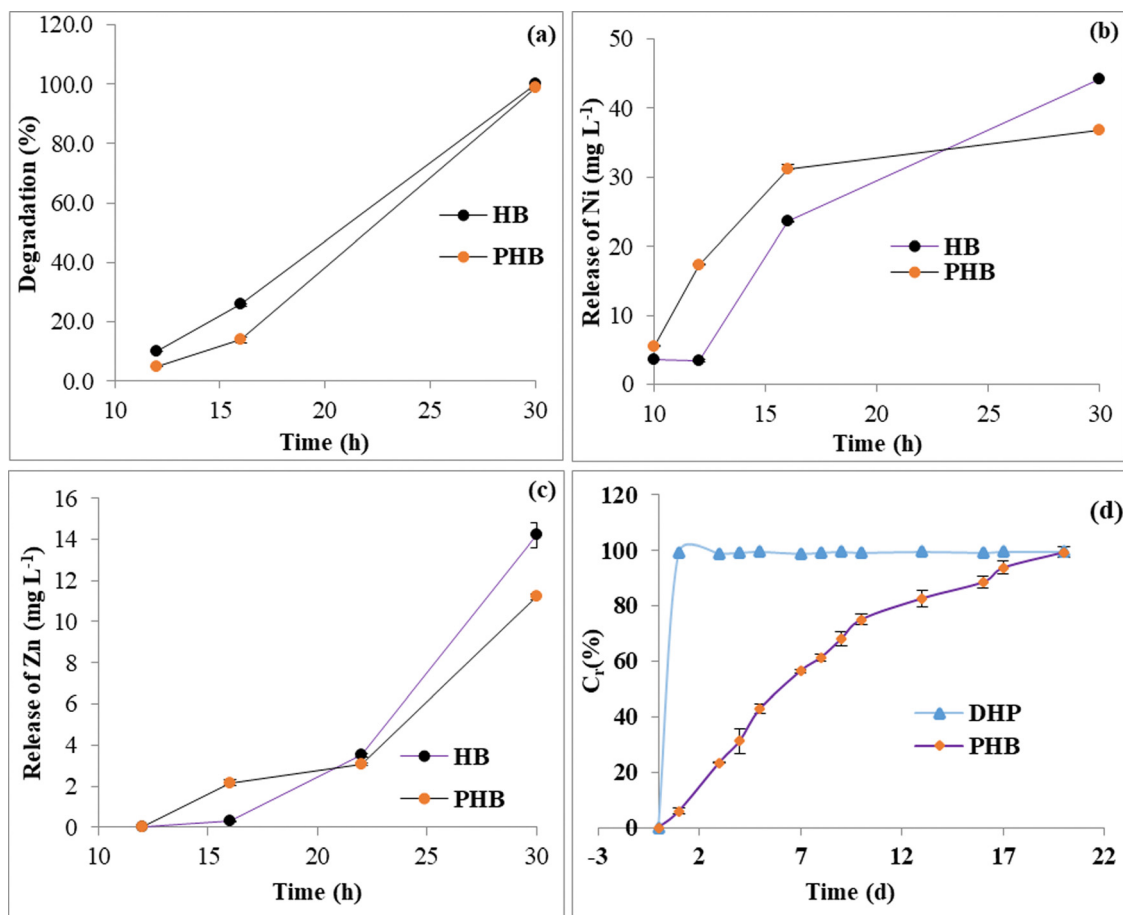 (a)
120.0
100.0
80.0
60.0
40.0
20.0
0.0
Degradation (%)
HB
PHB
10 15 20 25 30
Time (h)
(b)
50
40
30
20
10
0
Release of Ni (mg L⁻¹)
HB
PHB
10 15 20 25 30
Time (h)
(c)
16
14
12
10
8
6
4
2
0
Release of Zn (mg L⁻¹)
HB
PHB
10 14 18 22 26 30
Time (h)
(d)
120
100
80
60
40
20
0
Cᵣ(%)
DHP
PHB
-3 2 7 12 17 22
Time (d)